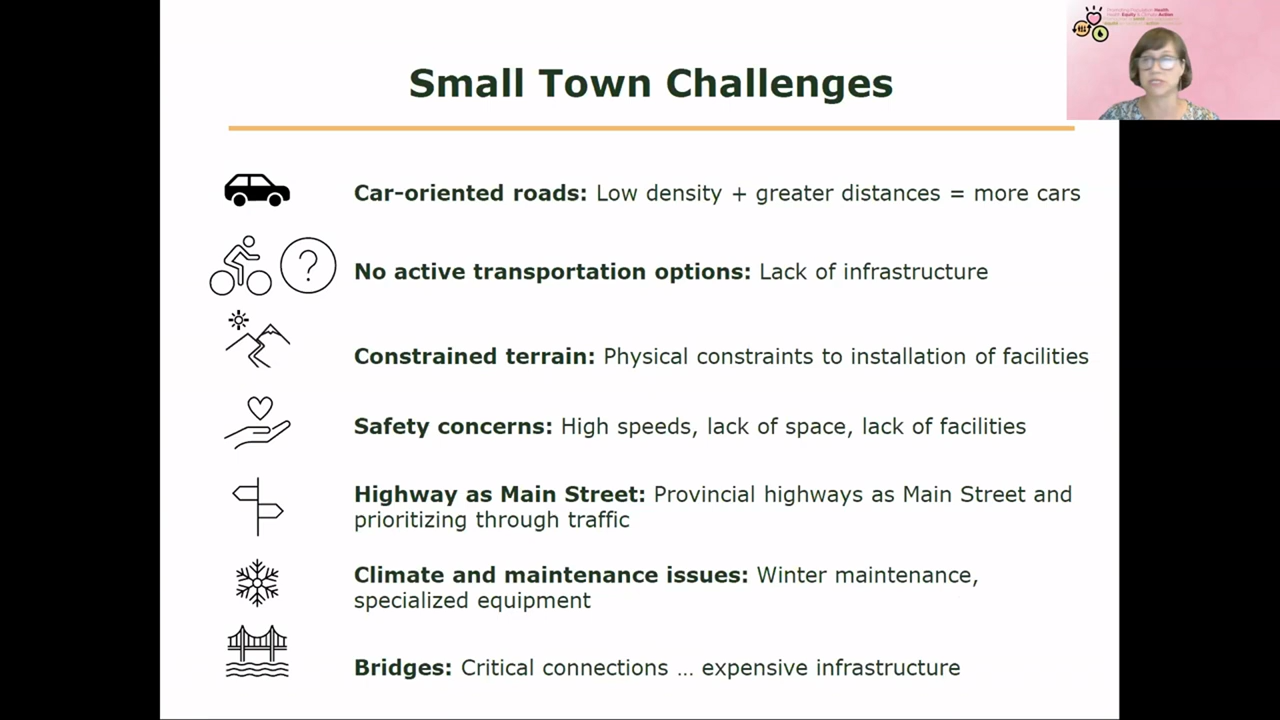 Small Town Challenges
Car-oriented roads: Low density + greater distances = more cars
?
No active transportation options: Lack of infrastructure
Constrained terrain: Physical constraints to installation of facilities
Safety concerns: High speeds, lack of space, lack of facilities
Highway as Main Street: Provincial highways as Main Street and
prioritizing through traffic
Climate and maintenance issues: Winter maintenance,
specialized equipment
Bridges: Critical connections … expensive infrastructure